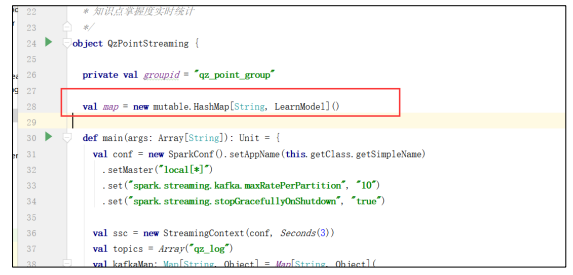 22 * 知识点掌握度实时统计
23 */
24 object QzPointStreaming {
25
26 private val groupid = "qz_point_group"
27
28 val map = new mutable.HashMap[String, LearnModel]()
29
30 def main(args: Array[String]): Unit = {
31 val conf = new SparkConf().setAppName(this.getClass.getSimpleName)
32 .setMaster("local[*]")
33 .set("spark.streaming.kafka.maxRatePerPartition", "10")
34 .set("spark.streaming.stopGracefullyOnShutdown", "true")
35
36 val ssc = new StreamingContext(conf, Seconds(3))
37 val topics = Array("qz_log")
38 val kafkaMap: Map[String, Object] = Map[String, Object](